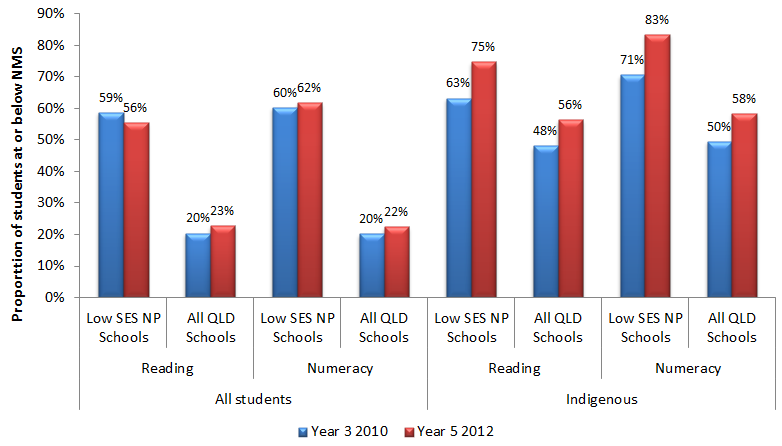 Proporttion of students at or below NMS
90%
80%
70%
60%
50%
40%
30%
20%
10%
0%
59%
56%
20%
23%
60%
62%
20%
22%
63%
75%
48%
56%
71%
83%
50%
58%
Low SES NP Schools
All QLD Schools
Low SES NP Schools
All QLD Schools
Low SES NP Schools
All QLD Schools
Low SES NP Schools
All QLD Schools
Reading
Numeracy
Reading
Numeracy
All students
Indigenous
Year 3 2010
Year 5 2012